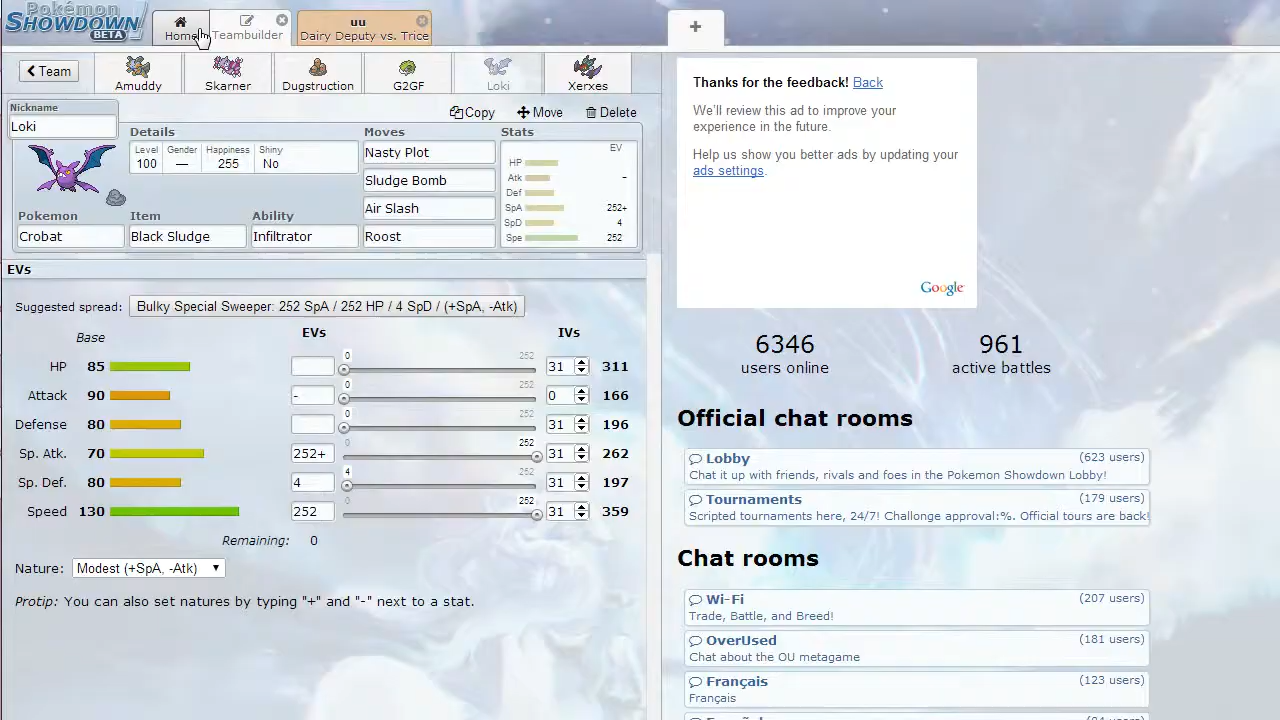 Pokémon
SHOWDOWN
BETA
Home
Teambuilder
uu
Dairy Deputy vs. Trice
+
Team
Amuddy
Skarner
Dugstruction
G2GF
Loki
Xerxes
Nickname
Loki
Copy
Move
Delete
Details
Level
100
Gender
—
Happiness
255
Shiny
No
Moves
Nasty Plot
Sludge Bomb
Air Slash
Roost
Stats
EV
HP
Atk –
Def
SpA 252+
SpD 4
Spe 252
Pokemon
Crobat
Item
Black Sludge
Ability
Infiltrator
EVs
Suggested spread: Bulky Special Sweeper: 252 SpA / 252 HP / 4 SpD / (+SpA, -Atk)
Base EVs IVs
HP 85 0 252 31 311
Attack 90 - 0 252 0 166
Defense 80 0 252 31 196
Sp. Atk. 70 252+ 0 252 31 262
Sp. Def. 80 4 4 252 31 197
Speed 130 252 0 252 31 359
Remaining: 0
Nature: Modest (+SpA, -Atk)
Protip: You can also set natures by typing "+" and "-" next to a stat.
Thanks for the feedback! Back
We'll review this ad to improve your
experience in the future.
Help us show you better ads by updating your
ads settings.
Google
6346
users online
961
active battles
Official chat rooms
Lobby (623 users)
Chat it up with friends, rivals and foes in the Pokemon Showdown Lobby!
Tournaments (179 users)
Scripted tournaments here, 24/7! Challonge approval:%. Official tours are back!
Chat rooms
Wi-Fi (207 users)
Trade, Battle, and Breed!
OverUsed (181 users)
Chat about the OU metagame
Français (123 users)
Français